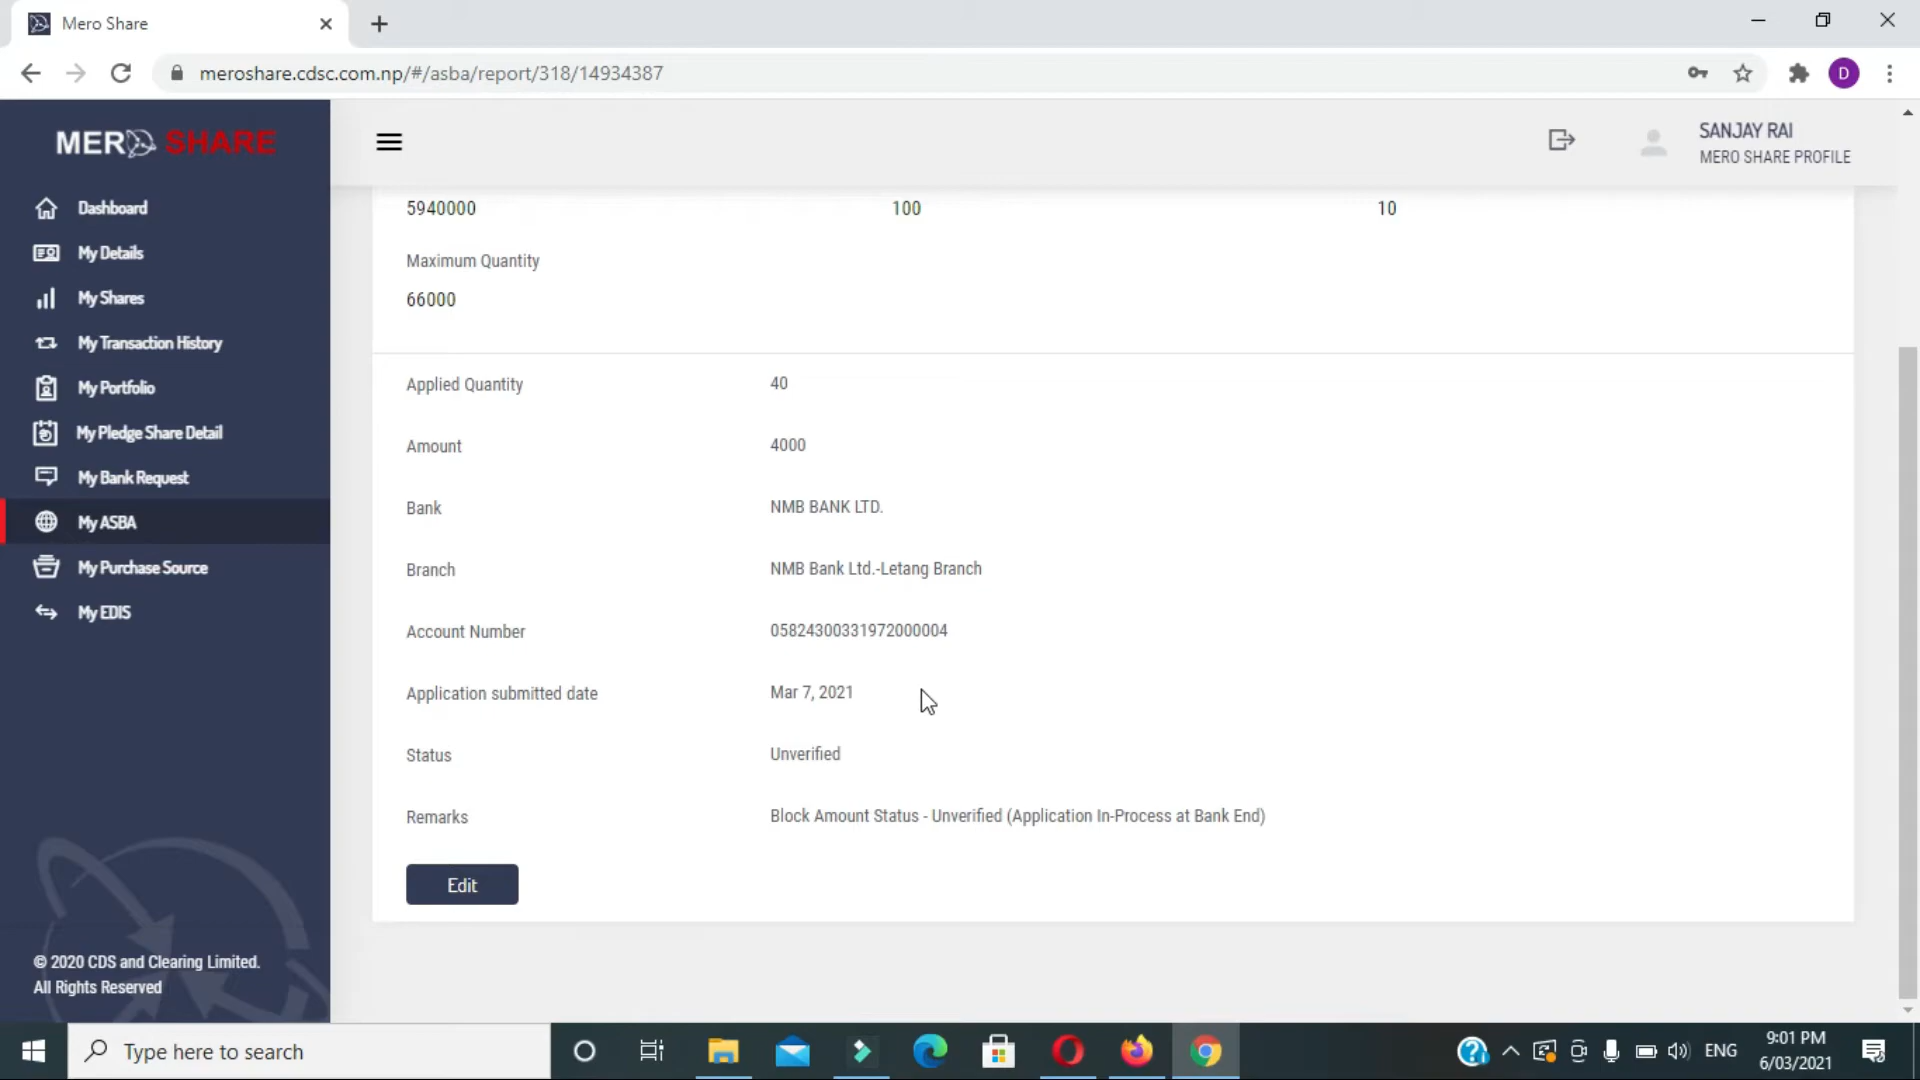 Mero Share
meroshare.cdsc.com.np/#/asba/report/318/14934387
D
MERO SHARE
SANJAY RAI
MERO SHARE PROFILE
Dashboard
My Details
My Shares
My Transaction History
My Portfolio
My Pledge Share Detail
My Bank Request
My ASBA
My Purchase Source
My EDIS
© 2020 CDS and Clearing Limited.
All Rights Reserved
5940000 100 10
Maximum Quantity
66000
Applied Quantity 40
Amount 4000
Bank NMB BANK LTD.
Branch NMB Bank Ltd.-Letang Branch
Account Number 05824300331972000004
Application submitted date Mar 7, 2021
Status Unverified
Remarks Block Amount Status - Unverified (Application In-Process at Bank End)
Edit
Type here to search
ENG
9:01 PM
6/03/2021